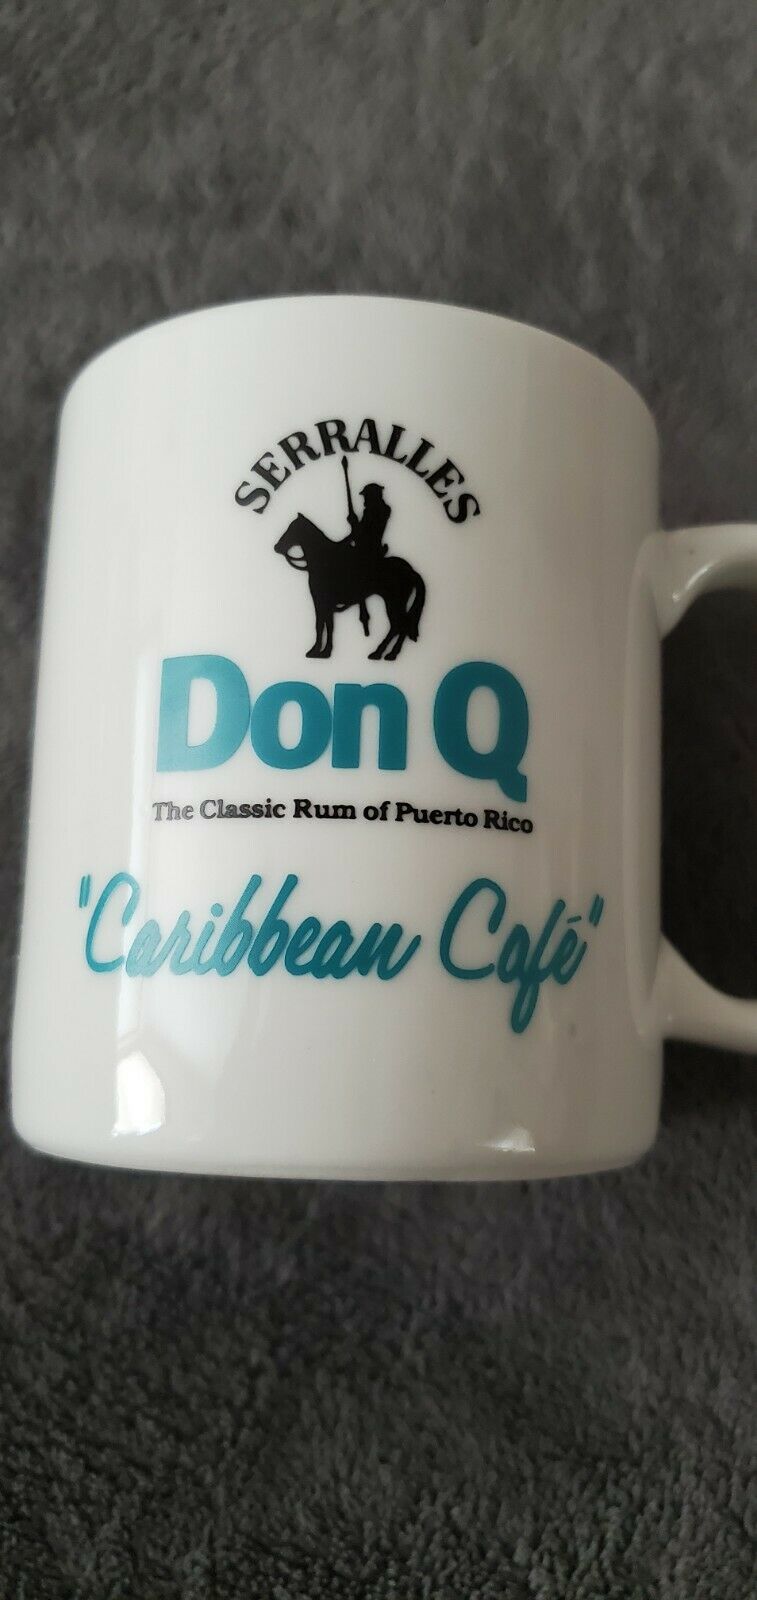 SERRALLES
Don Q
The Classic Rum of Puerto Rico
"Caribbean Café"